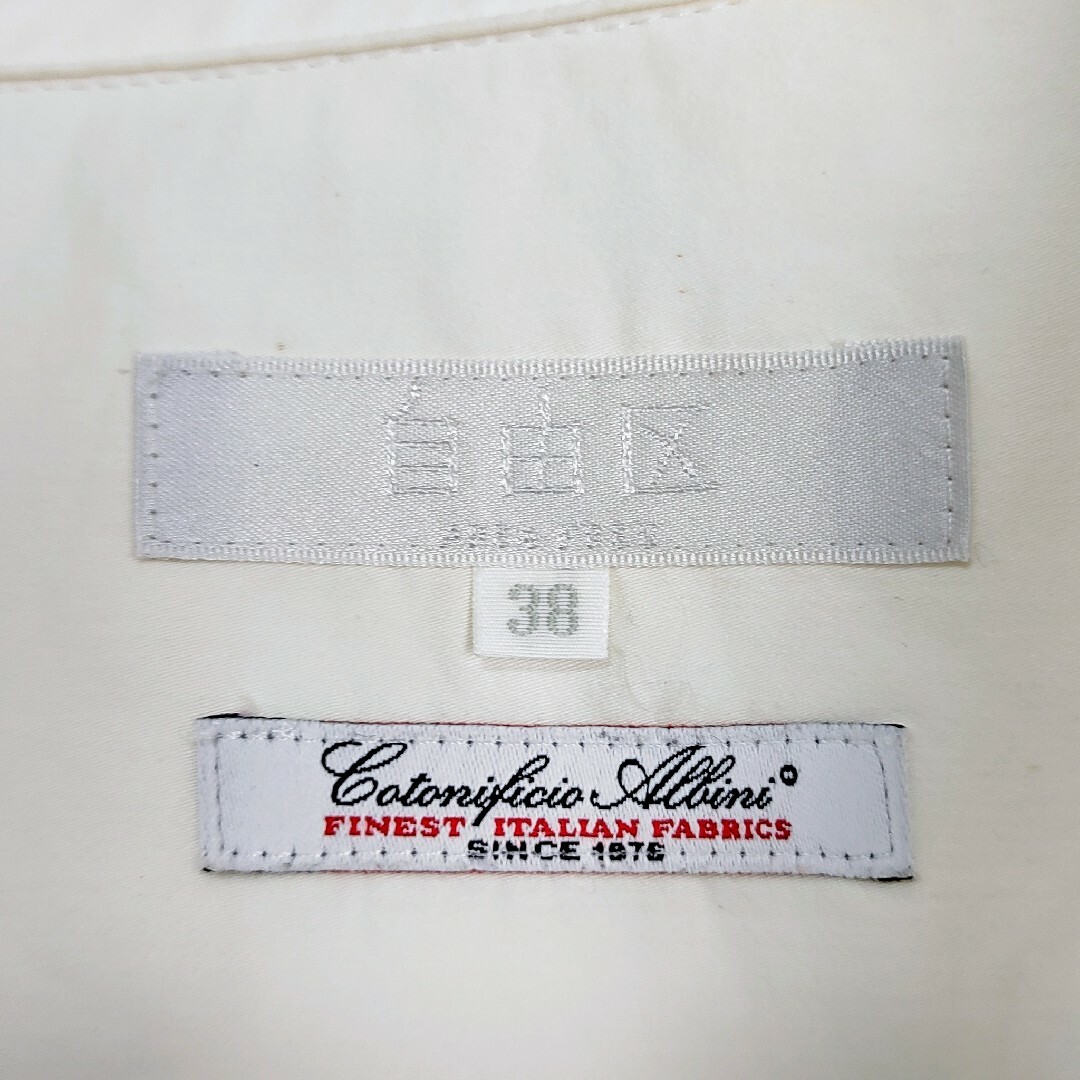 自由区
38
Cotonificio Albini
FINEST ITALIAN FABRICS
SINCE 1876